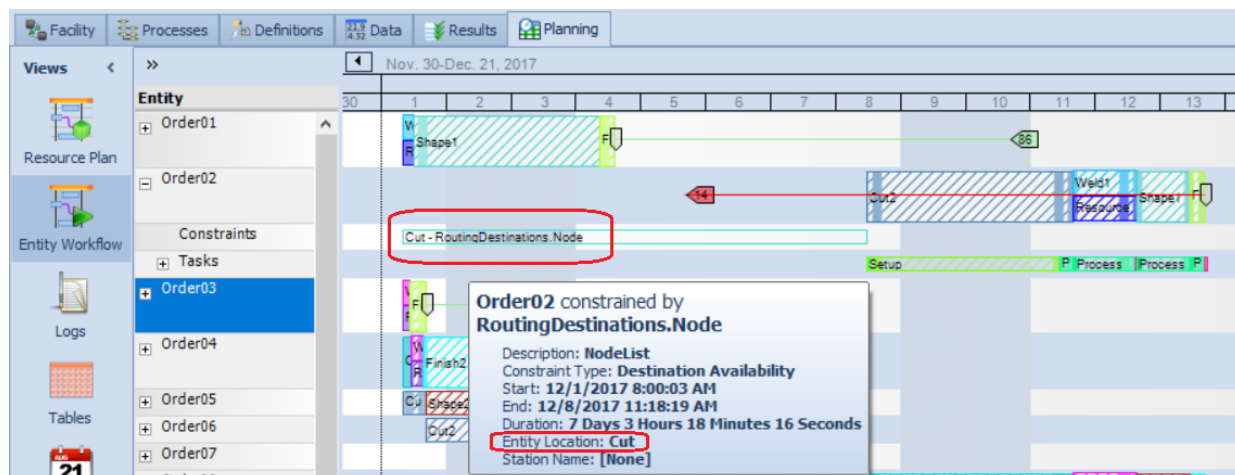 Facility Processes Definitions Data Results Planning
Views < » Nov. 30-Dec. 21, 2017
Entity 30 1 2 3 4 5 6 7 8 9 10 11 12 13
Resource Plan
Order01 W R Shape1 F 86
Entity Workflow
Order02 14 Cut2 Weld1 Resource Shape1 F
Constraints Cut - RoutingDestinations.Node
Tasks Setup P Process Process P
Logs
Order03 F
Order02 constrained by
RoutingDestinations.Node
Description: NodeList
Constraint Type: Destination Availability
Start: 12/1/2017 8:00:03 AM
End: 12/8/2017 11:18:19 AM
Duration: 7 Days 3 Hours 18 Minutes 16 Seconds
Entity Location: Cut
Station Name: [None]
Order04 W R Finish2
Tables
Order05 Cu Shape2
Order06 Cut2
Order07
21